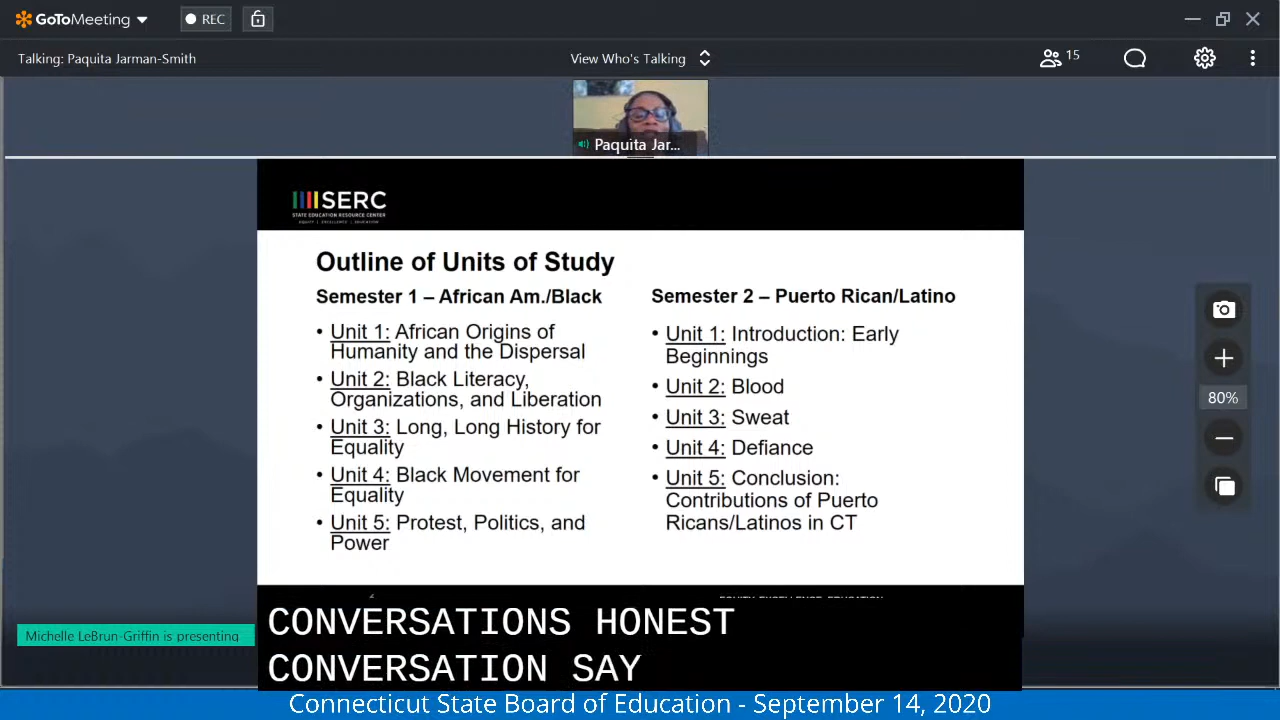 GoToMeeting
REC
Talking: Paquita Jarman-Smith
View Who's Talking
15
Paquita Jar...
SERC
STATE EDUCATION RESOURCE CENTER
EQUITY | EXCELLENCE | EDUCATION
Outline of Units of Study
Semester 1 – African Am./Black
• Unit 1: African Origins of
Humanity and the Dispersal
• Unit 2: Black Literacy,
Organizations, and Liberation
• Unit 3: Long, Long History for
Equality
• Unit 4: Black Movement for
Equality
• Unit 5: Protest, Politics, and
Power
Semester 2 – Puerto Rican/Latino
• Unit 1: Introduction: Early
Beginnings
• Unit 2: Blood
• Unit 3: Sweat
• Unit 4: Defiance
• Unit 5: Conclusion:
Contributions of Puerto
Ricans/Latinos in CT
80%
CONVERSATIONS HONEST
CONVERSATION SAY
Michelle LeBrun-Griffin is presenting
Connecticut State Board of Education - September 14, 2020